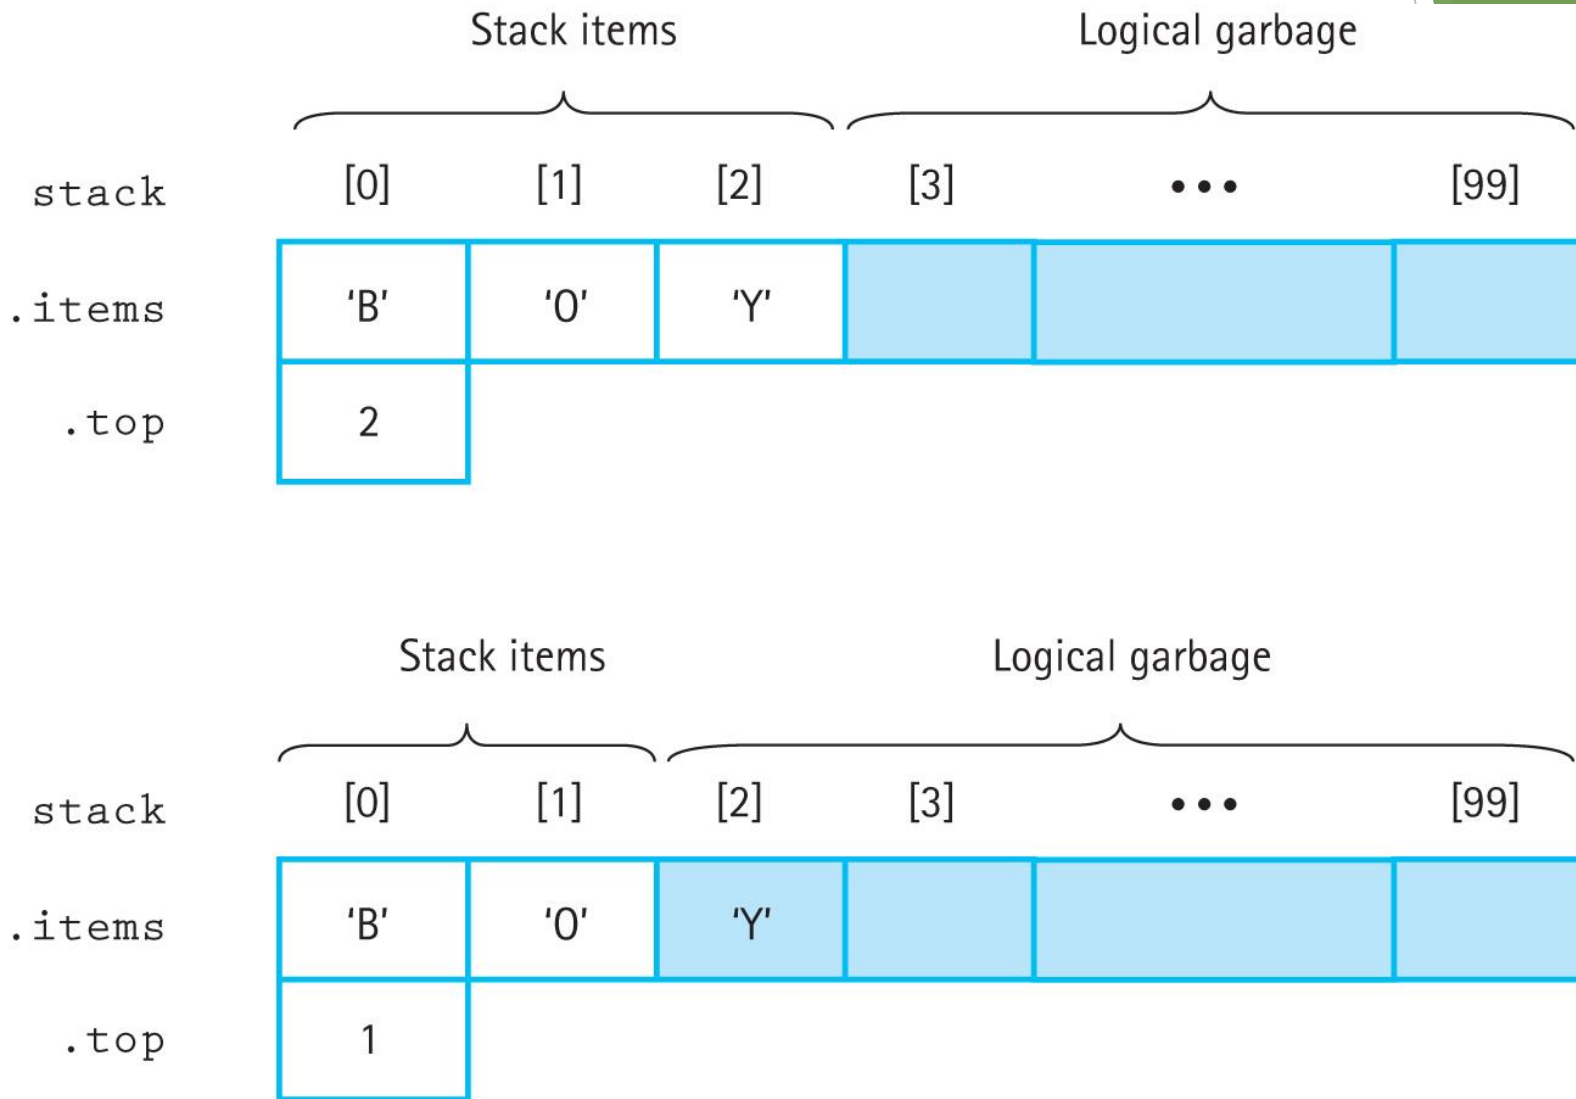 Stack items Logical garbage
stack [0] [1] [2] [3] ••• [99]
.items 'B' 'O' 'Y'
.top 2
Stack items Logical garbage
stack [0] [1] [2] [3] ••• [99]
.items 'B' 'O' 'Y'
.top 1